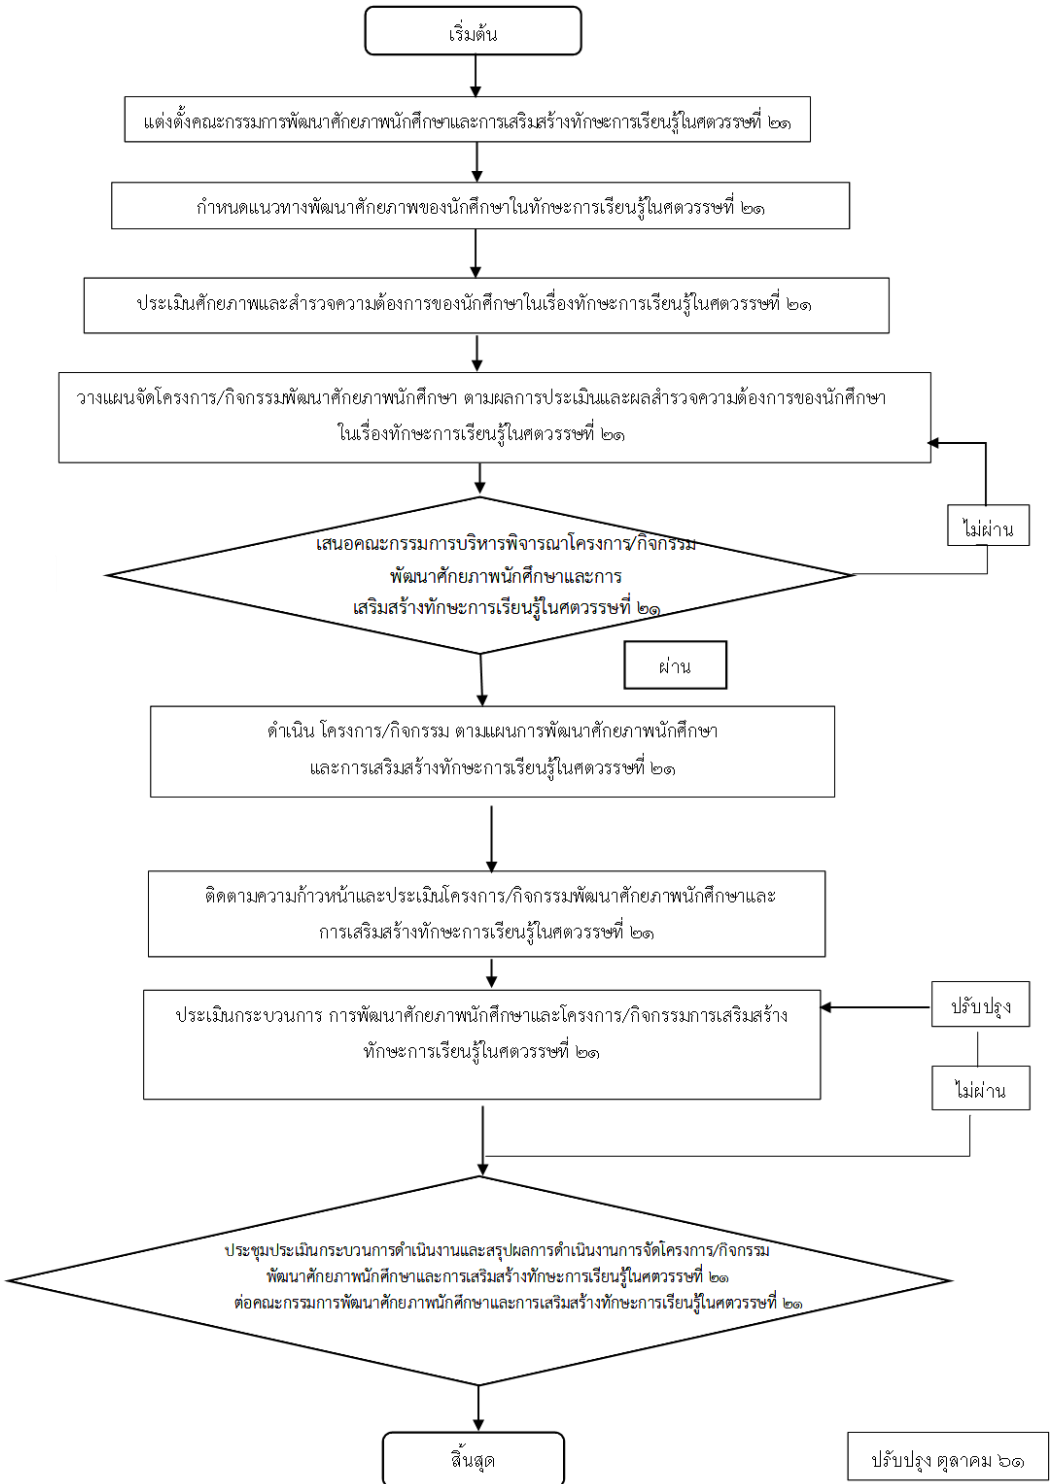 เริ่มต้น
แต่งตั้งคณะกรรมการพัฒนาศักยภาพนักศึกษาและการเสริมสร้างทักษะการเรียนรู้ในศตวรรษที่ ๒๑
กำหนดแนวทางพัฒนาศักยภาพของนักศึกษาในทักษะการเรียนรู้ในศตวรรษที่ ๒๑
ประเมินศักยภาพและสำรวจความต้องการของนักศึกษาในเรื่องทักษะการเรียนรู้ในศตวรรษที่ ๒๑
วางแผนจัดโครงการ/กิจกรรมพัฒนาศักยภาพนักศึกษา ตามผลการประเมินและผลสำรวจความต้องการของนักศึกษา
ในเรื่องทักษะการเรียนรู้ในศตวรรษที่ ๒๑
ไม่ผ่าน
เสนอคณะกรรมการบริหารพิจารณาโครงการ/กิจกรรม
พัฒนาศักยภาพนักศึกษาและการ
เสริมสร้างทักษะการเรียนรู้ในศตวรรษที่ ๒๑
ผ่าน
ดำเนิน โครงการ/กิจกรรม ตามแผนการพัฒนาศักยภาพนักศึกษา
และการเสริมสร้างทักษะการเรียนรู้ในศตวรรษที่ ๒๑
ติดตามความก้าวหน้าและประเมินโครงการ/กิจกรรมพัฒนาศักยภาพนักศึกษาและ
การเสริมสร้างทักษะการเรียนรู้ในศตวรรษที่ ๒๑
ประเมินกระบวนการ การพัฒนาศักยภาพนักศึกษาและโครงการ/กิจกรรมการเสริมสร้าง
ทักษะการเรียนรู้ในศตวรรษที่ ๒๑
ปรับปรุง
ไม่ผ่าน
ประชุมประเมินกระบวนการดำเนินงานและสรุปผลการดำเนินงานการจัดโครงการ/กิจกรรม
พัฒนาศักยภาพนักศึกษาและการเสริมสร้างทักษะการเรียนรู้ในศตวรรษที่ ๒๑
ต่อคณะกรรมการพัฒนาศักยภาพนักศึกษาและการเสริมสร้างทักษะการเรียนรู้ในศตวรรษที่ ๒๑
สิ้นสุด
ปรับปรุง ตุลาคม ๖๑